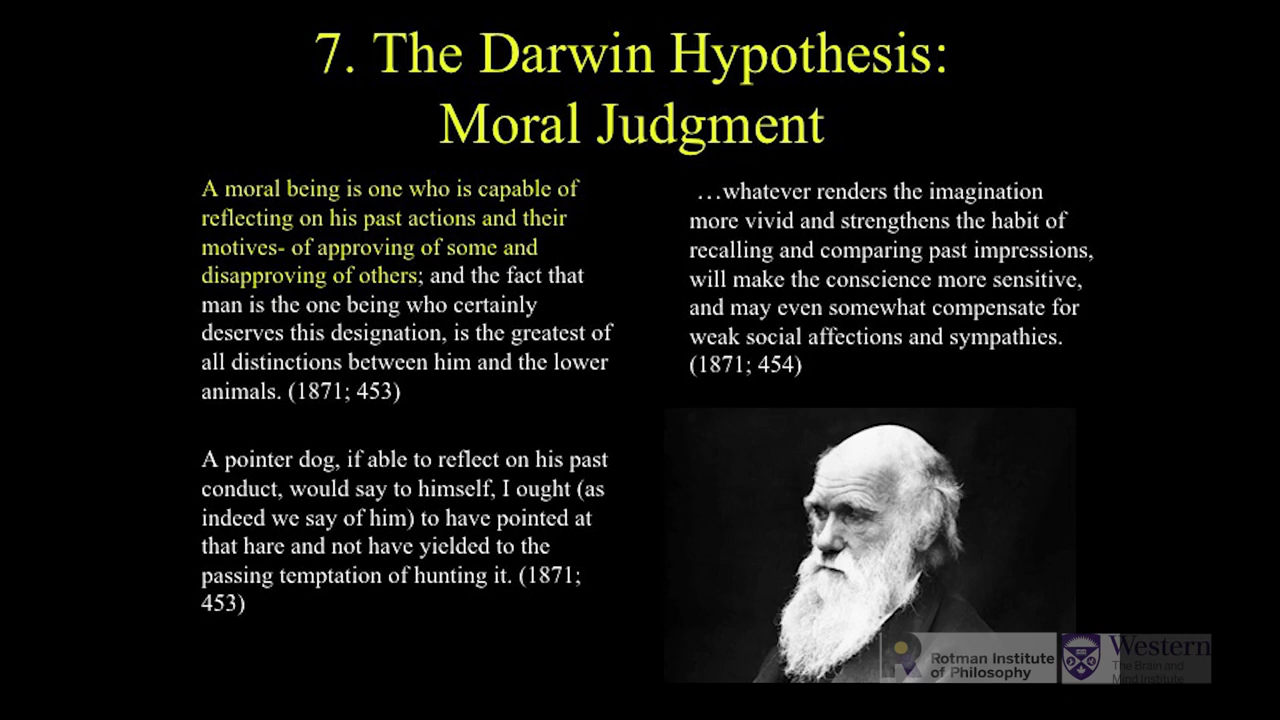 7. The Darwin Hypothesis:
Moral Judgment
A moral being is one who is capable of
reflecting on his past actions and their
motives- of approving of some and
disapproving of others; and the fact that
man is the one being who certainly
deserves this designation, is the greatest of
all distinctions between him and the lower
animals. (1871; 453)
A pointer dog, if able to reflect on his past
conduct, would say to himself, I ought (as
indeed we say of him) to have pointed at
that hare and not have yielded to the
passing temptation of hunting it. (1871;
453)
…whatever renders the imagination
more vivid and strengthens the habit of
recalling and comparing past impressions,
will make the conscience more sensitive,
and may even somewhat compensate for
weak social affections and sympathies.
(1871; 454)
R
Rotman Institute
of Philosophy
Western
The Brain and
Mind Institute